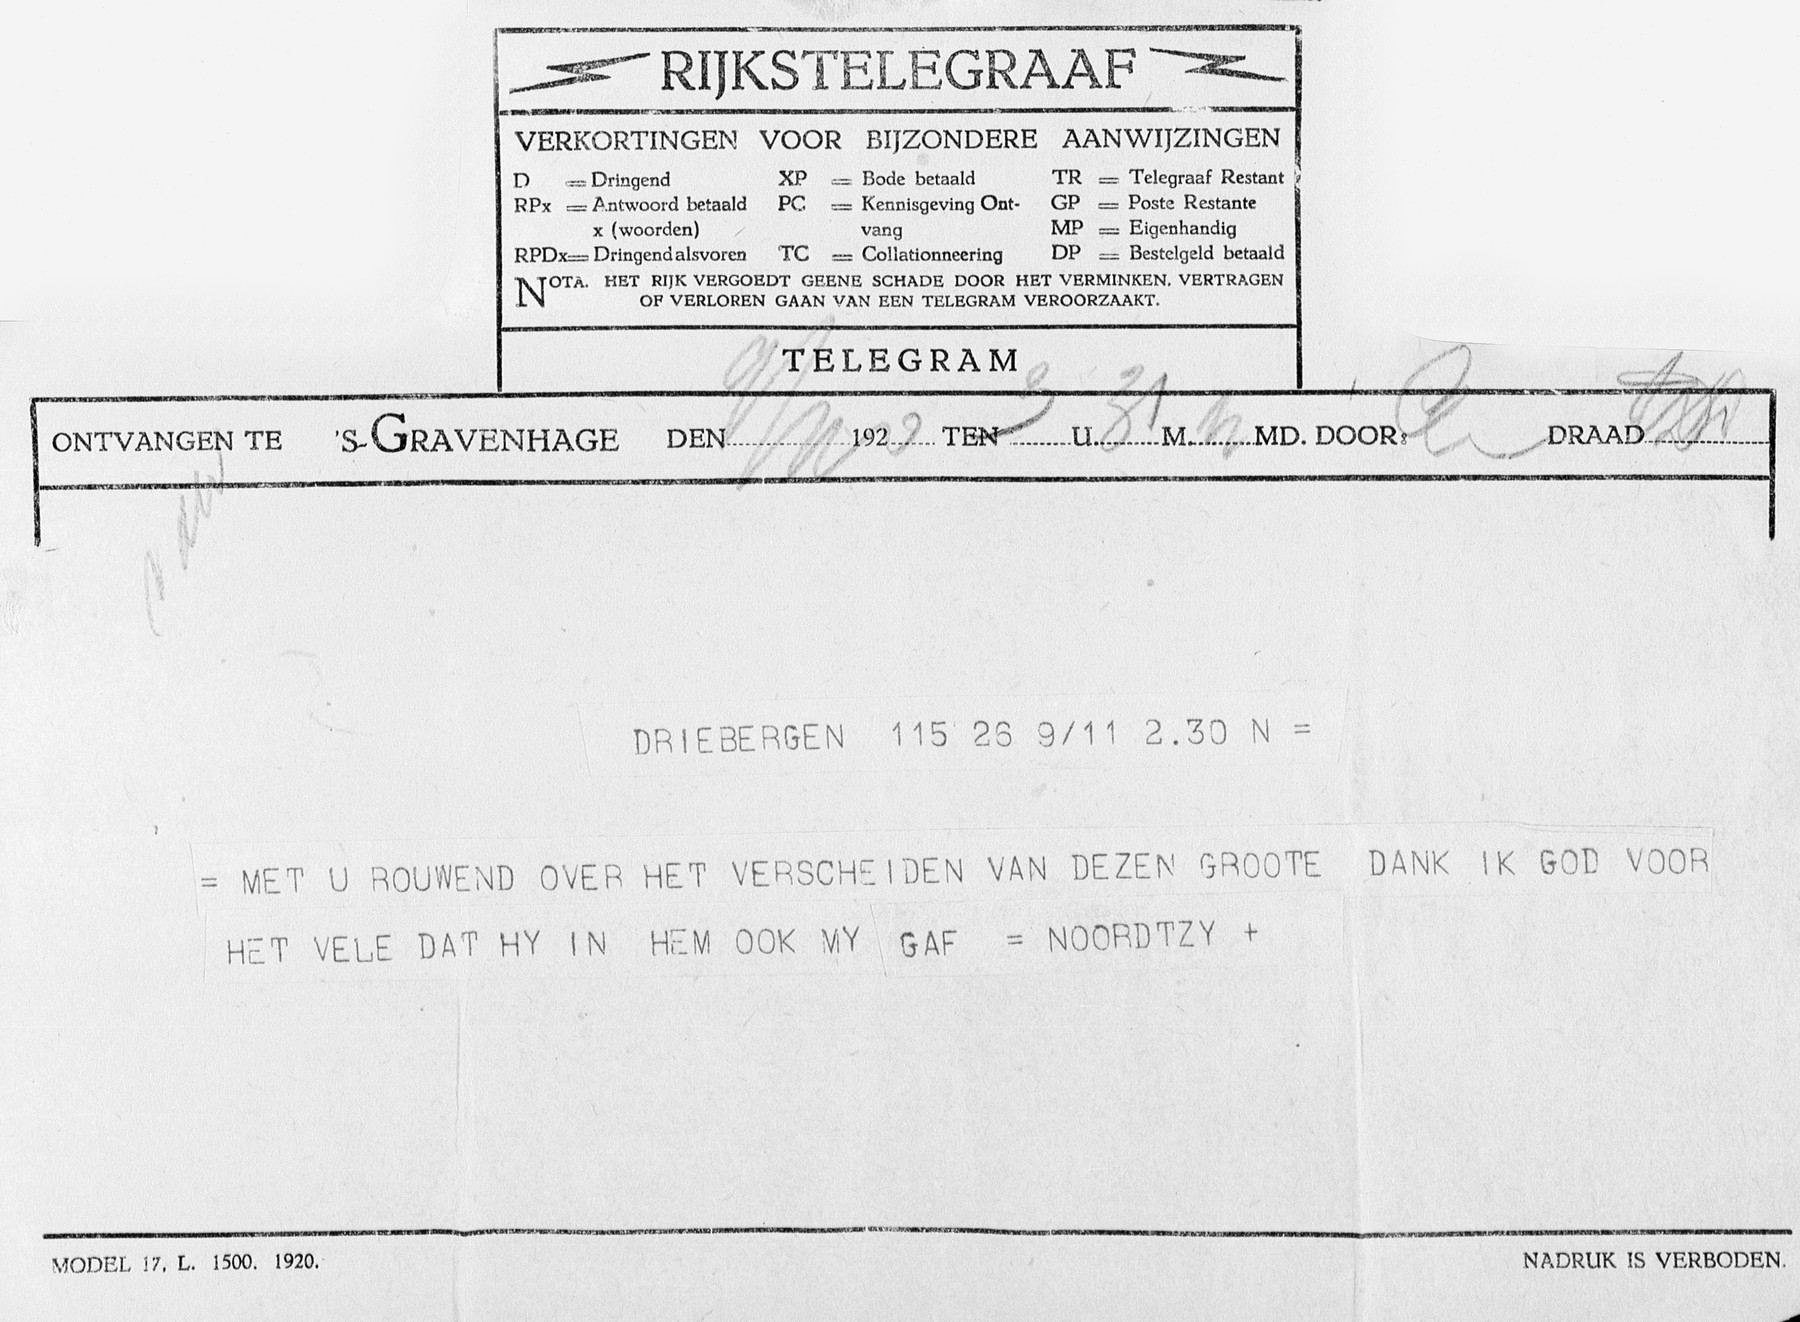 RIJKSTELEGRAAF
VERKORTINGEN VOOR BIJZONDERE AANWIJZINGEN
D = Dringend XP = Bode betaald TR = Telegraaf Restant
RPx = Antwoord betaald PC = Kennisgeving Ont- GP = Poste Restante
x (woorden) vang MP = Eigenhandig
RPDx = Dringend alsvoren TC = Collationneering DP = Bestelgeld betaald
NOTA. HET RIJK VERGOEDT GEENE SCHADE DOOR HET VERMINKEN, VERTRAGEN
OF VERLOREN GAAN VAN EEN TELEGRAM VEROORZAAKT.
TELEGRAM
ONTVANGEN TE 'S-GRAVENHAGE DEN 192 TEN 3 U. 31 M. MD. DOOR: DRAAD
DRIEBERGEN 115 26 9/11 2.30 N =
= MET U ROUWEND OVER HET VERSCHEIDEN VAN DEZEN GROOTE DANK IK GOD VOOR
HET VELE DAT HY IN HEM OOK MY GAF = NOORDTZY +
MODEL 17, L. 1500. 1920. NADRUK IS VERBODEN.